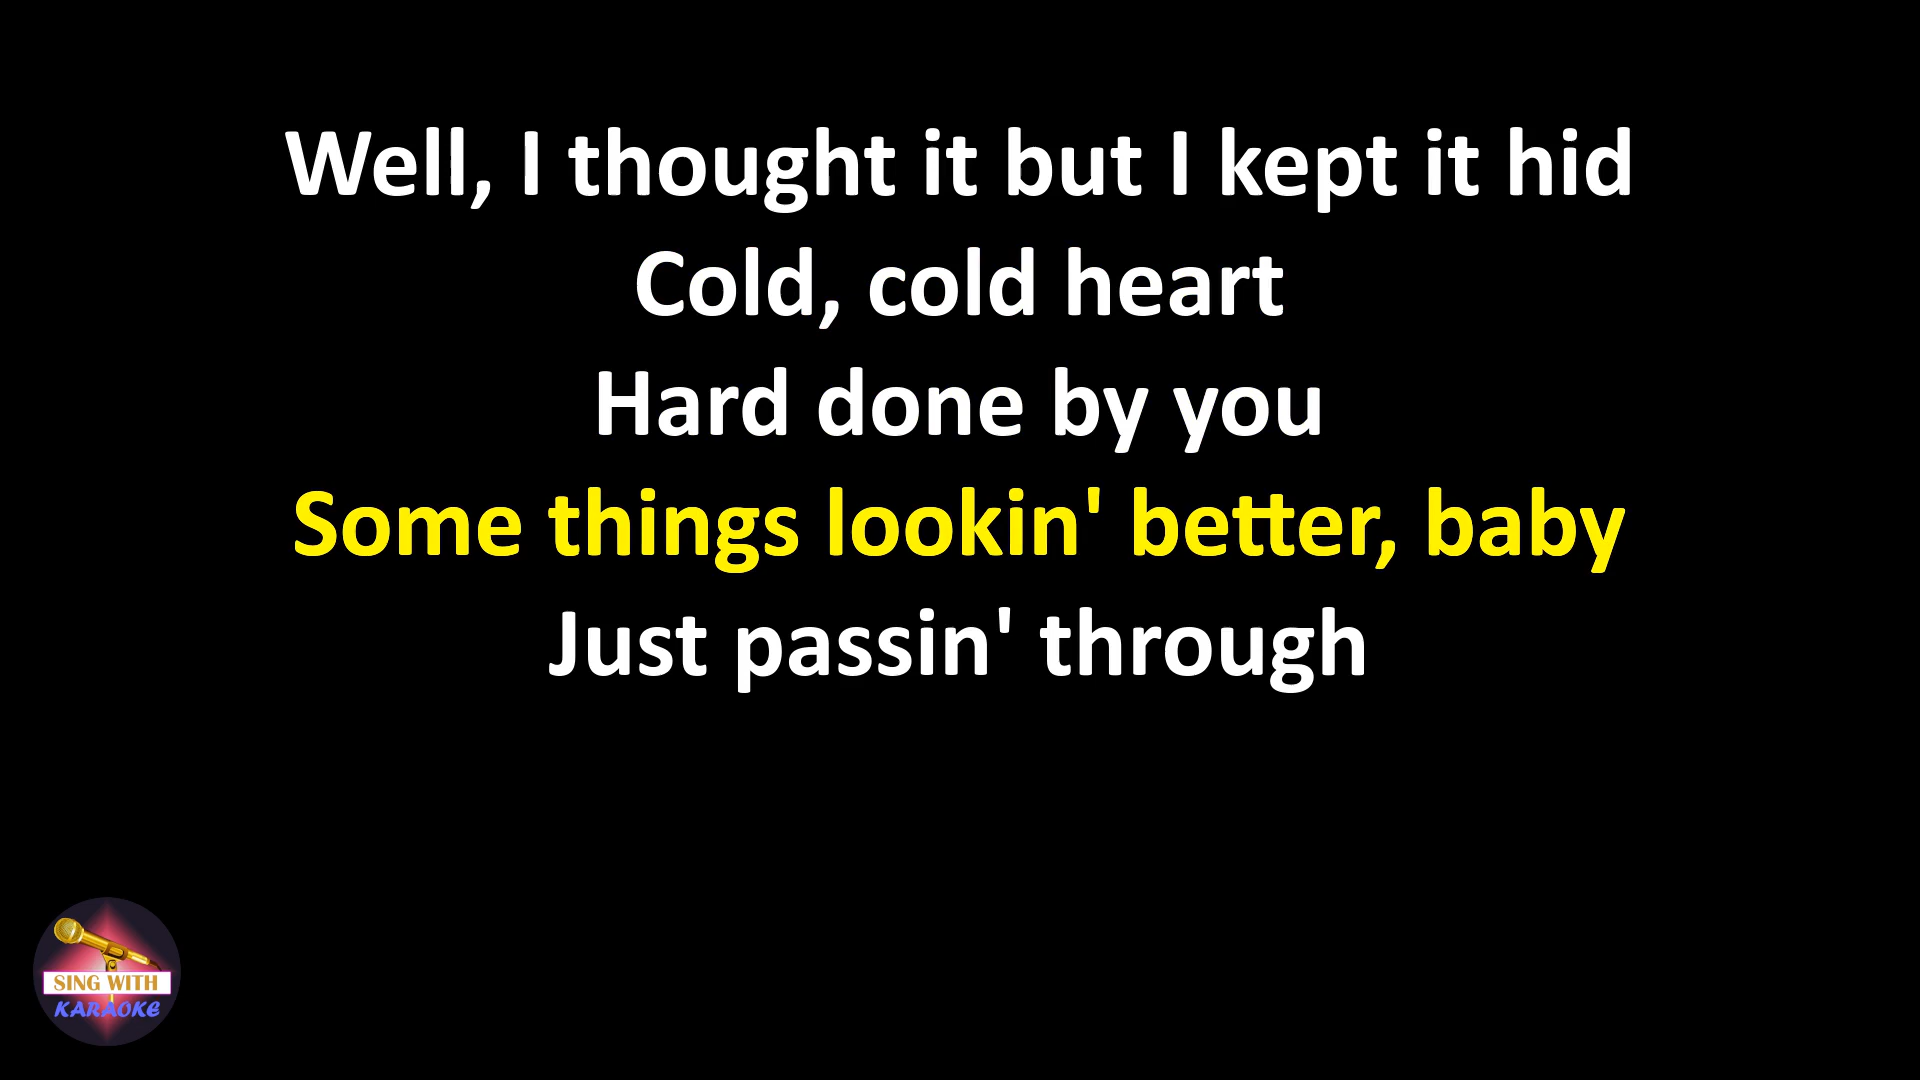 Well, I thought it but I kept it hid
Cold, cold heart
Hard done by you
Some things lookin' better, baby
Just passin' through
SING WITH
KARAOKE